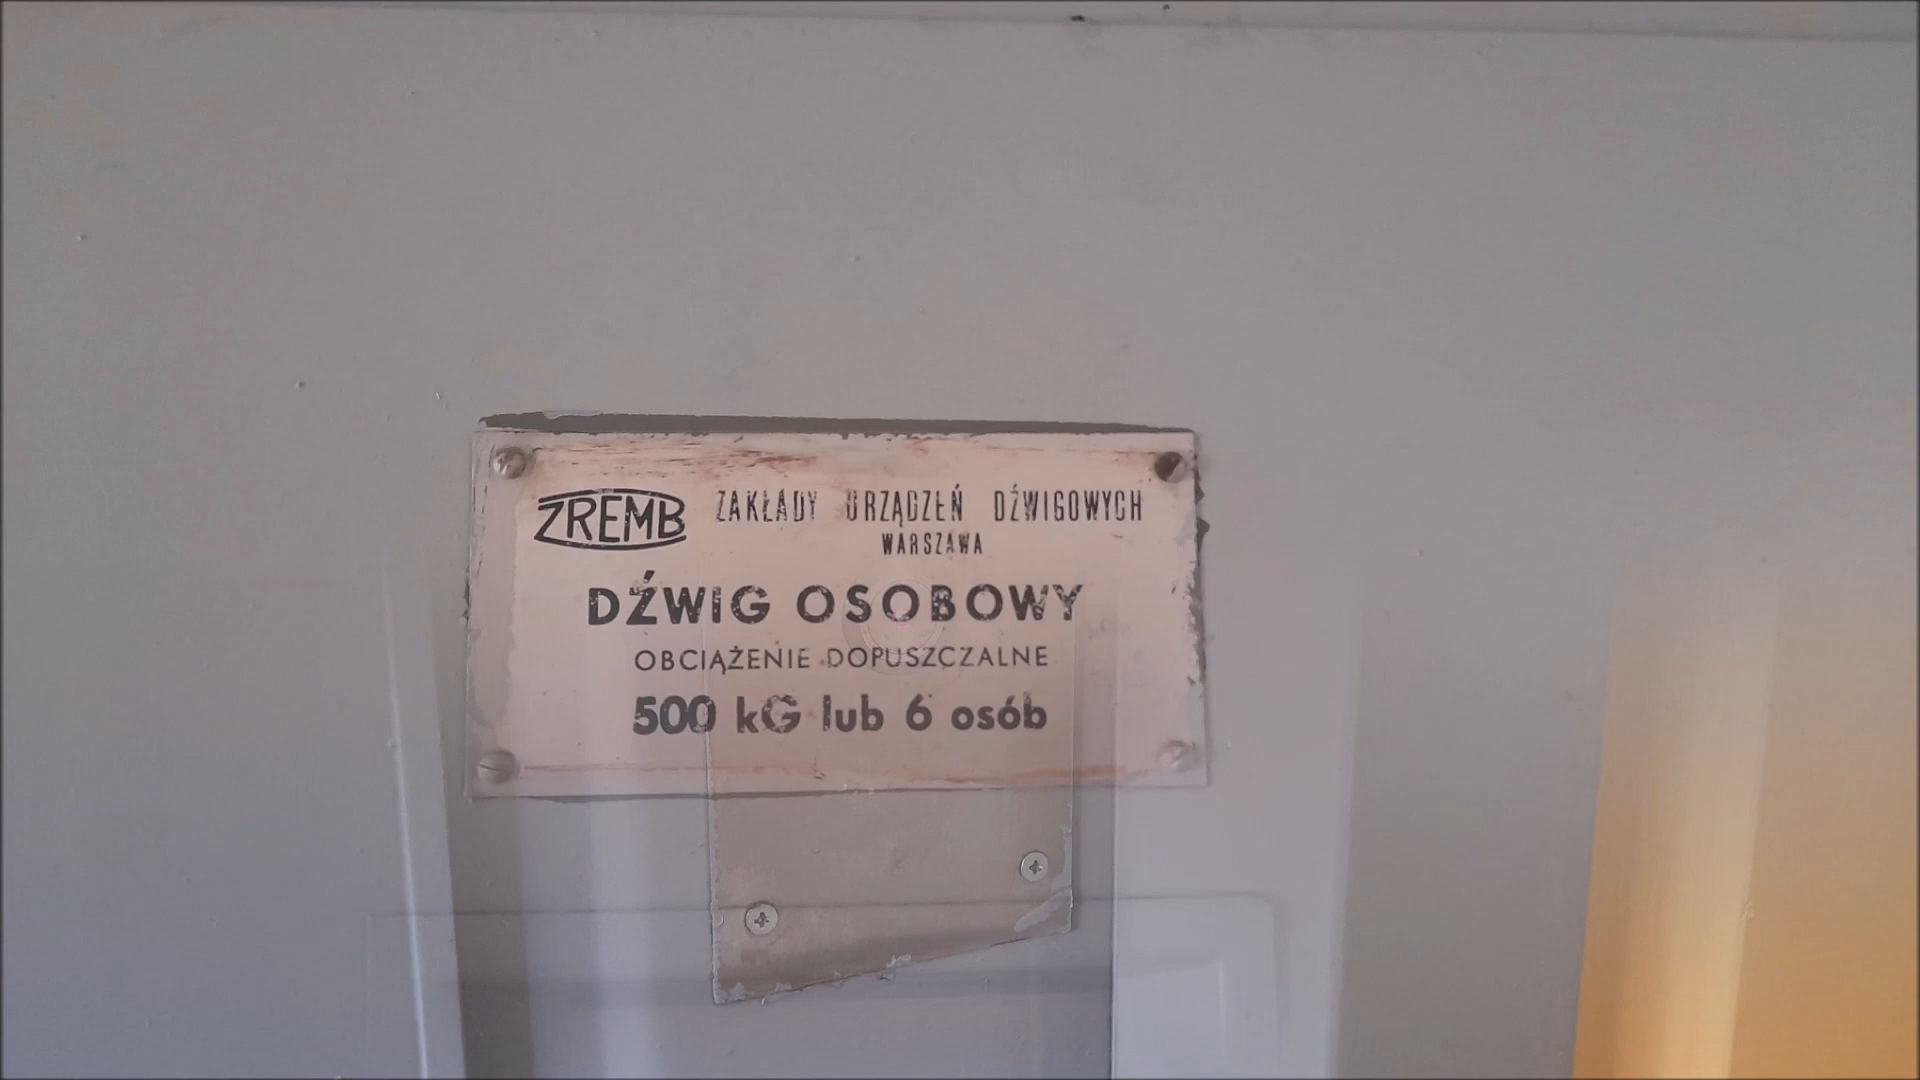 ZREMB ZAKŁADY URZĄDZEŃ DŹWIGOWYCH
WARSZAWA
DŹWIG OSOBOWY
OBCIĄŻENIE DOPUSZCZALNE
500 kG lub 6 osób